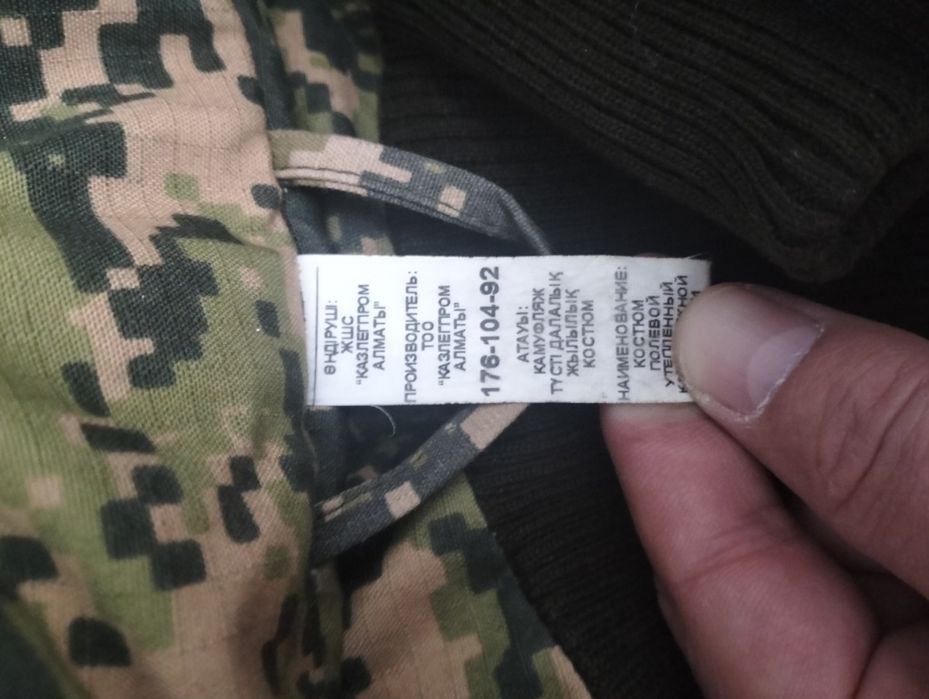 ӨНДІРУШІ:
ЖШС
"КАЗЛЕГПРОМ
АЛМАТЫ"
ПРОИЗВОДИТЕЛЬ:
ТОО
"КАЗЛЕГПРОМ
АЛМАТЫ"
176-104-92
АТАУЫ:
КАМУФЛЯЖ
ТҮСТІ ДАЛАЛЫҚ
ЖЫЛЫЛЫҚ
КОСТЮМ
НАИМЕНОВАНИЕ:
КОСТЮМ
ПОЛЕВОЙ
УТЕПЛЕННЫЙ